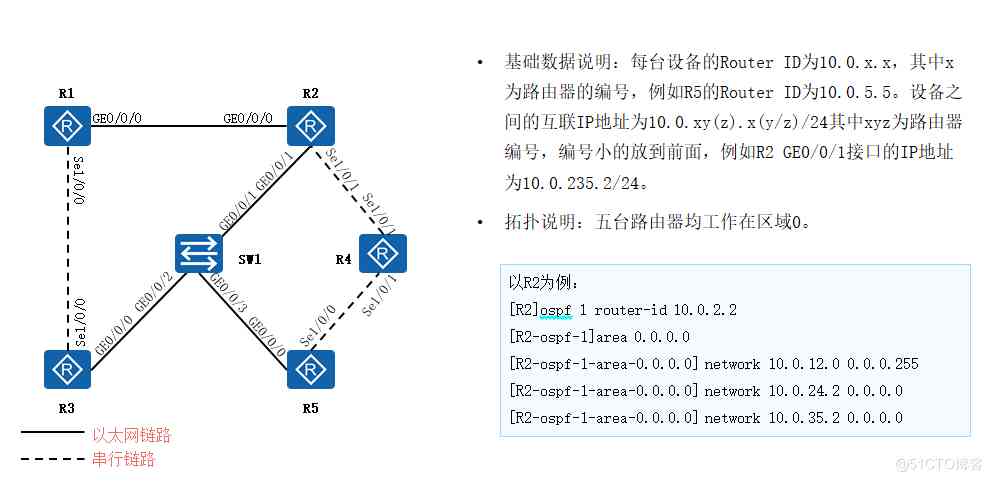 R1
R2
GE0/0/0
GE0/0/0
Se1/0/0
GE0/0/1
GE0/0/1
Se1/0/1
Se1/0/1
SW1
R4
GE0/0/2
GE0/0/0
GE0/0/3
GE0/0/0
Se1/0/0
Se1/0/1
Se1/0/0
R3
R5
以太网链路
串行链路
• 基础数据说明：每台设备的Router ID为10.0.x.x，其中x
为路由器的编号，例如R5的Router ID为10.0.5.5。设备之
间的互联IP地址为10.0.xy(z).x(y/z)/24其中xyz为路由器
编号，编号小的放到前面，例如R2 GE0/0/1接口的IP地址
为10.0.235.2/24。
• 拓扑说明：五台路由器均工作在区域0。
以R2为例：
[R2]ospf 1 router-id 10.0.2.2
[R2-ospf-1]area 0.0.0.0
[R2-ospf-1-area-0.0.0.0] network 10.0.12.0 0.0.0.255
[R2-ospf-1-area-0.0.0.0] network 10.0.24.2 0.0.0.0
[R2-ospf-1-area-0.0.0.0] network 10.0.35.2 0.0.0.0
@51CTO博客